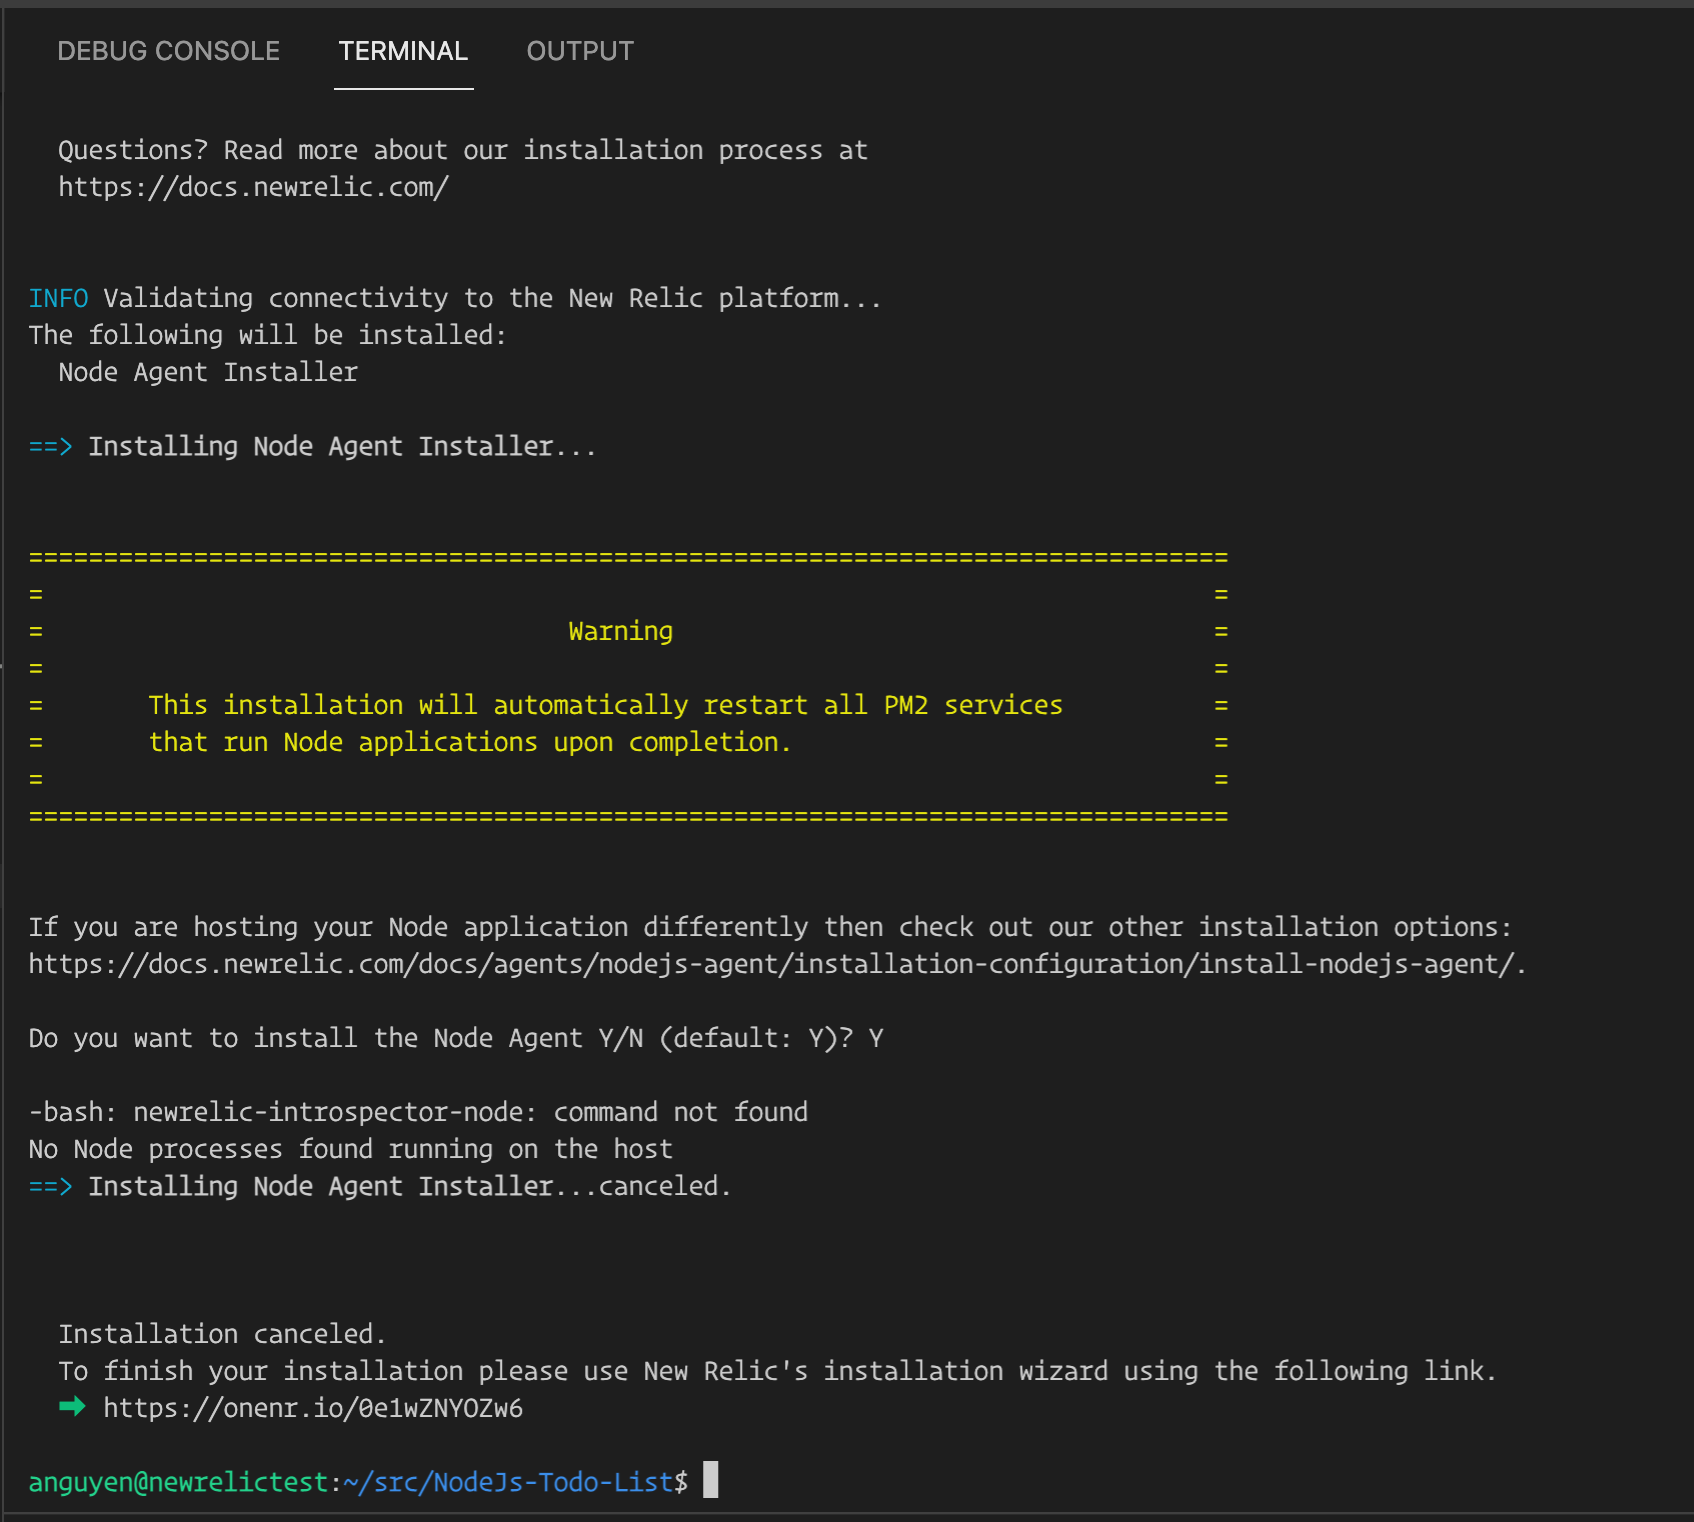 DEBUG CONSOLE TERMINAL OUTPUT
Questions? Read more about our installation process at
https://docs.newrelic.com/
INFO Validating connectivity to the New Relic platform...
The following will be installed:
Node Agent Installer
==> Installing Node Agent Installer...
================================================================================
= =
= Warning =
= =
= This installation will automatically restart all PM2 services =
= that run Node applications upon completion. =
= =
================================================================================
If you are hosting your Node application differently then check out our other installation options:
https://docs.newrelic.com/docs/agents/nodejs-agent/installation-configuration/install-nodejs-agent/.
Do you want to install the Node Agent Y/N (default: Y)? Y
-bash: newrelic-introspector-node: command not found
No Node processes found running on the host
==> Installing Node Agent Installer...canceled.
Installation canceled.
To finish your installation please use New Relic's installation wizard using the following link.
➡ https://onenr.io/0e1wZNYOZw6
anguyen@newrelictest:~/src/NodeJs-Todo-List$